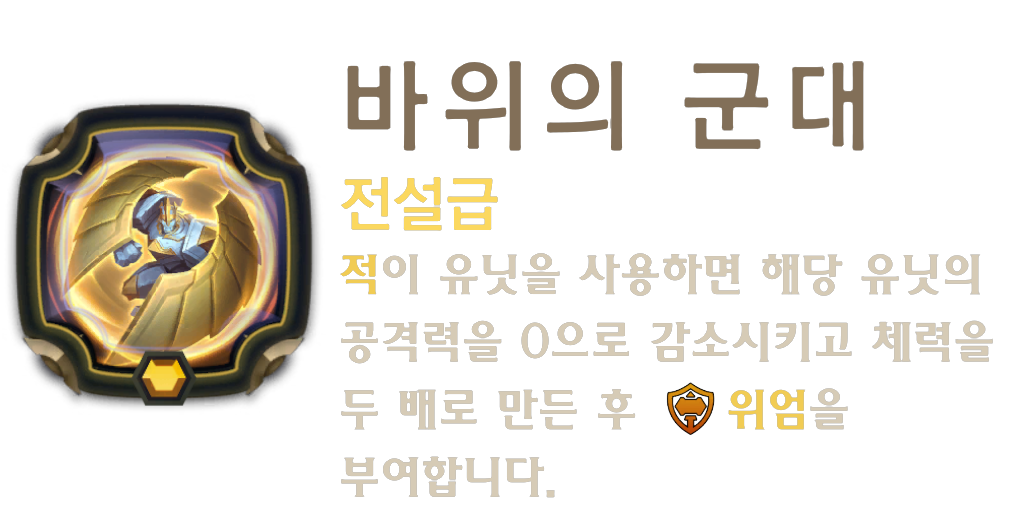 바위의 군대
전설급
적이 유닛을 사용하면 해당 유닛의
공격력을 0으로 감소시키고 체력을
두 배로 만든 후 위엄을
부여합니다.